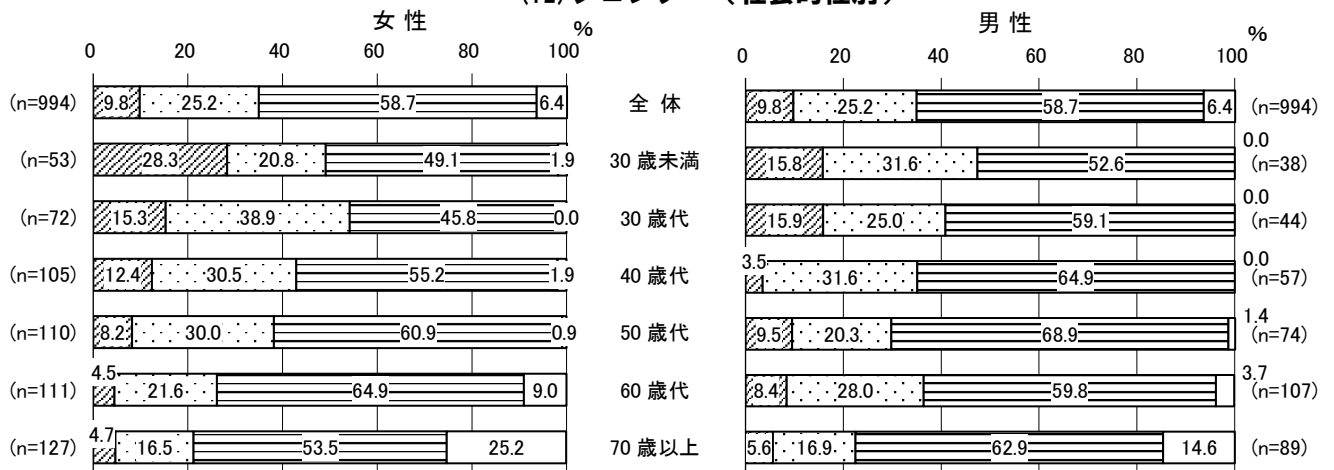 ジェンダー（社会的性別）
女 性 男 性
0 20 40 60 80 100 % 0 20 40 60 80 100 %
(n=994) 9.8 25.2 58.7 6.4 全 体 9.8 25.2 58.7 6.4 (n=994)
(n=53) 28.3 20.8 49.1 1.9 30 歳未満 15.8 31.6 52.6 0.0 (n=38)
(n=72) 15.3 38.9 45.8 0.0 30 歳代 15.9 25.0 59.1 0.0 (n=44)
(n=105) 12.4 30.5 55.2 1.9 40 歳代 3.5 31.6 64.9 0.0 (n=57)
(n=110) 8.2 30.0 60.9 0.9 50 歳代 9.5 20.3 68.9 1.4 (n=74)
(n=111) 4.5 21.6 64.9 9.0 60 歳代 8.4 28.0 59.8 3.7 (n=107)
(n=127) 4.7 16.5 53.5 25.2 70 歳以上 5.6 16.9 62.9 14.6 (n=89)